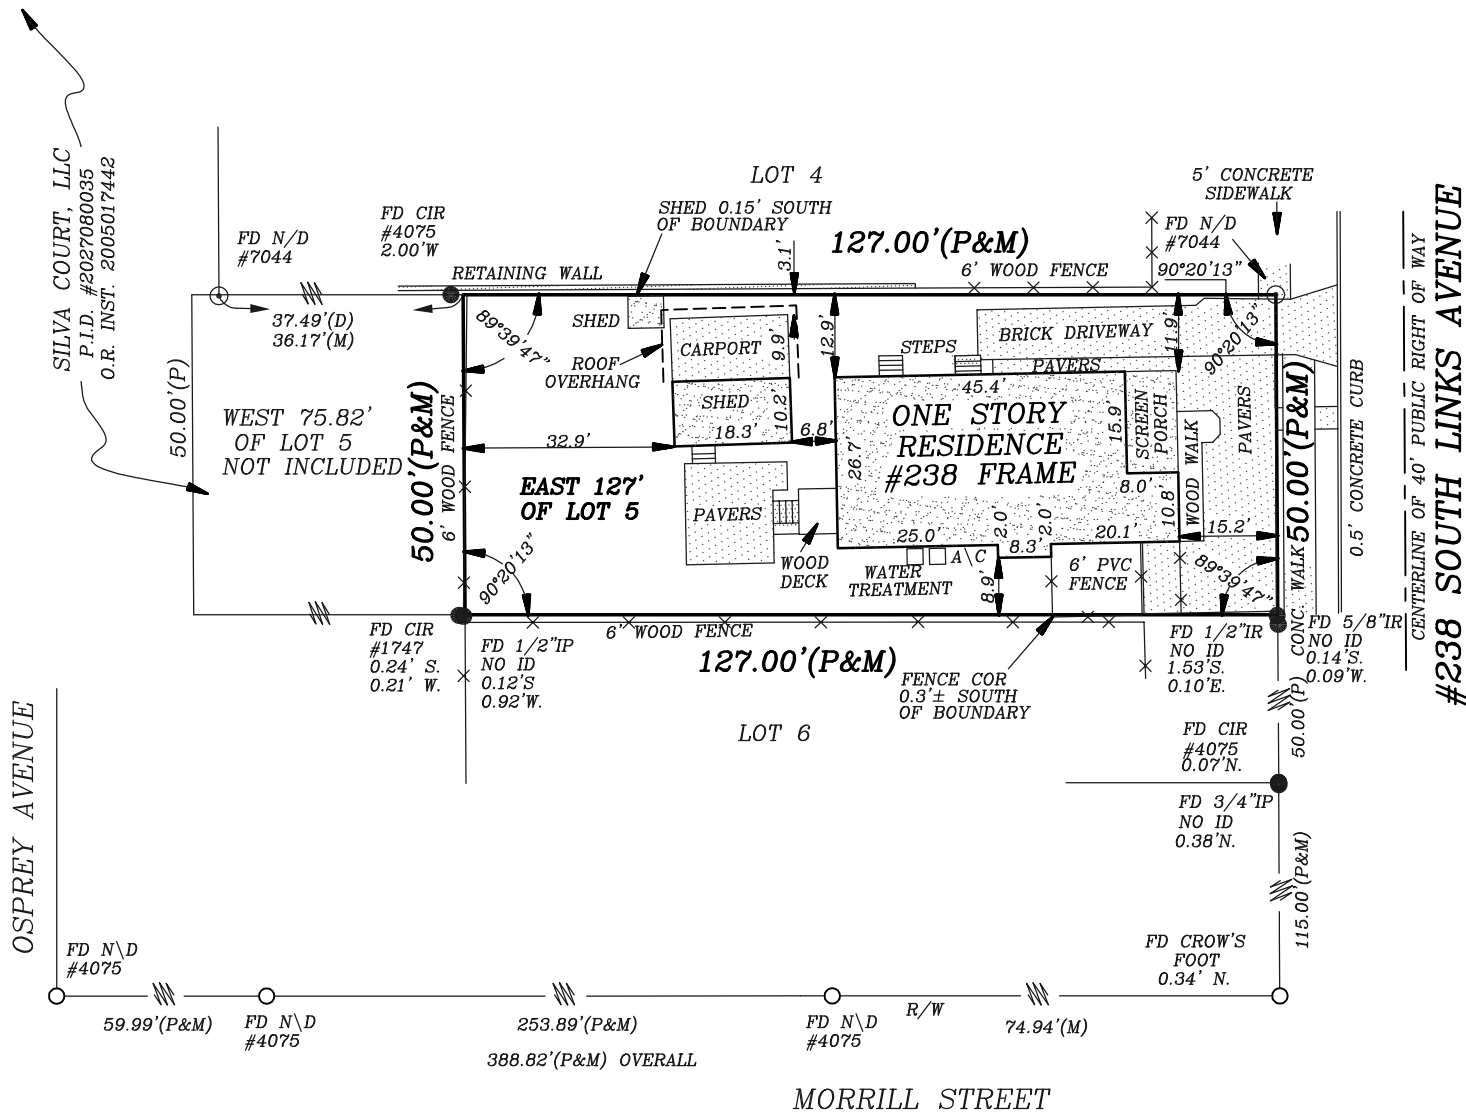 SILVA COURT, LLC
P.I.D. #2027080035
O.R. INST. 2005017442
LOT 4
5' CONCRETE
SIDEWALK
FD N/D
#7044
FD CIR
#4075
2.00'W
SHED 0.15' SOUTH
OF BOUNDARY
3.1'
127.00'(P&M)
FD N/D
#7044
RETAINING WALL
6' WOOD FENCE
90°20'13"
37.49'(D)
36.17'(M)
89°39'47"
SHED
ROOF
OVERHANG
CARPORT
9.9'
12.9'
STEPS
BRICK DRIVEWAY
11.9'
90°20'13"
PAVERS
45.4'
50.00'(P)
WEST 75.82'
OF LOT 5
NOT INCLUDED
50.00'(P&M)
6' WOOD FENCE
32.9'
SHED
18.3'
10.2'
6.8'
26.7'
ONE STORY
RESIDENCE
#238 FRAME
15.9'
SCREEN
PORCH
8.0'
10.8'
WOOD WALK
PAVERS
15.2'
50.00'(P&M)
0.5' CONCRETE CURB
CENTERLINE OF 40' PUBLIC RIGHT OF WAY
#238 SOUTH LINKS AVENUE
EAST 127'
OF LOT 5
PAVERS
WOOD
DECK
25.0'
2.0'
8.3'
2.0'
20.1'
A\C
WATER
TREATMENT
8.9'
6' PVC
FENCE
90°20'13"
89°39'47"
CONC. WALK
6' WOOD FENCE
127.00'(P&M)
FD CIR
#1747
0.24' S.
0.21' W.
FD 1/2"IP
NO ID
0.12'S
0.92'W.
FENCE COR
0.3'± SOUTH
OF BOUNDARY
FD 1/2"IR
NO ID
1.53'S.
0.10'E.
FD 5/8"IR
NO ID
0.14'S.
0.09'W.
LOT 6
50.00'(P)
FD CIR
#4075
0.07'N.
FD 3/4"IP
NO ID
0.38'N.
115.00'(P&M)
OSPREY AVENUE
FD N\D
#4075
FD CROW'S
FOOT
0.34' N.
59.99'(P&M)
FD N\D
#4075
253.89'(P&M)
FD N\D
#4075
R/W
74.94'(M)
388.82'(P&M) OVERALL
MORRILL STREET